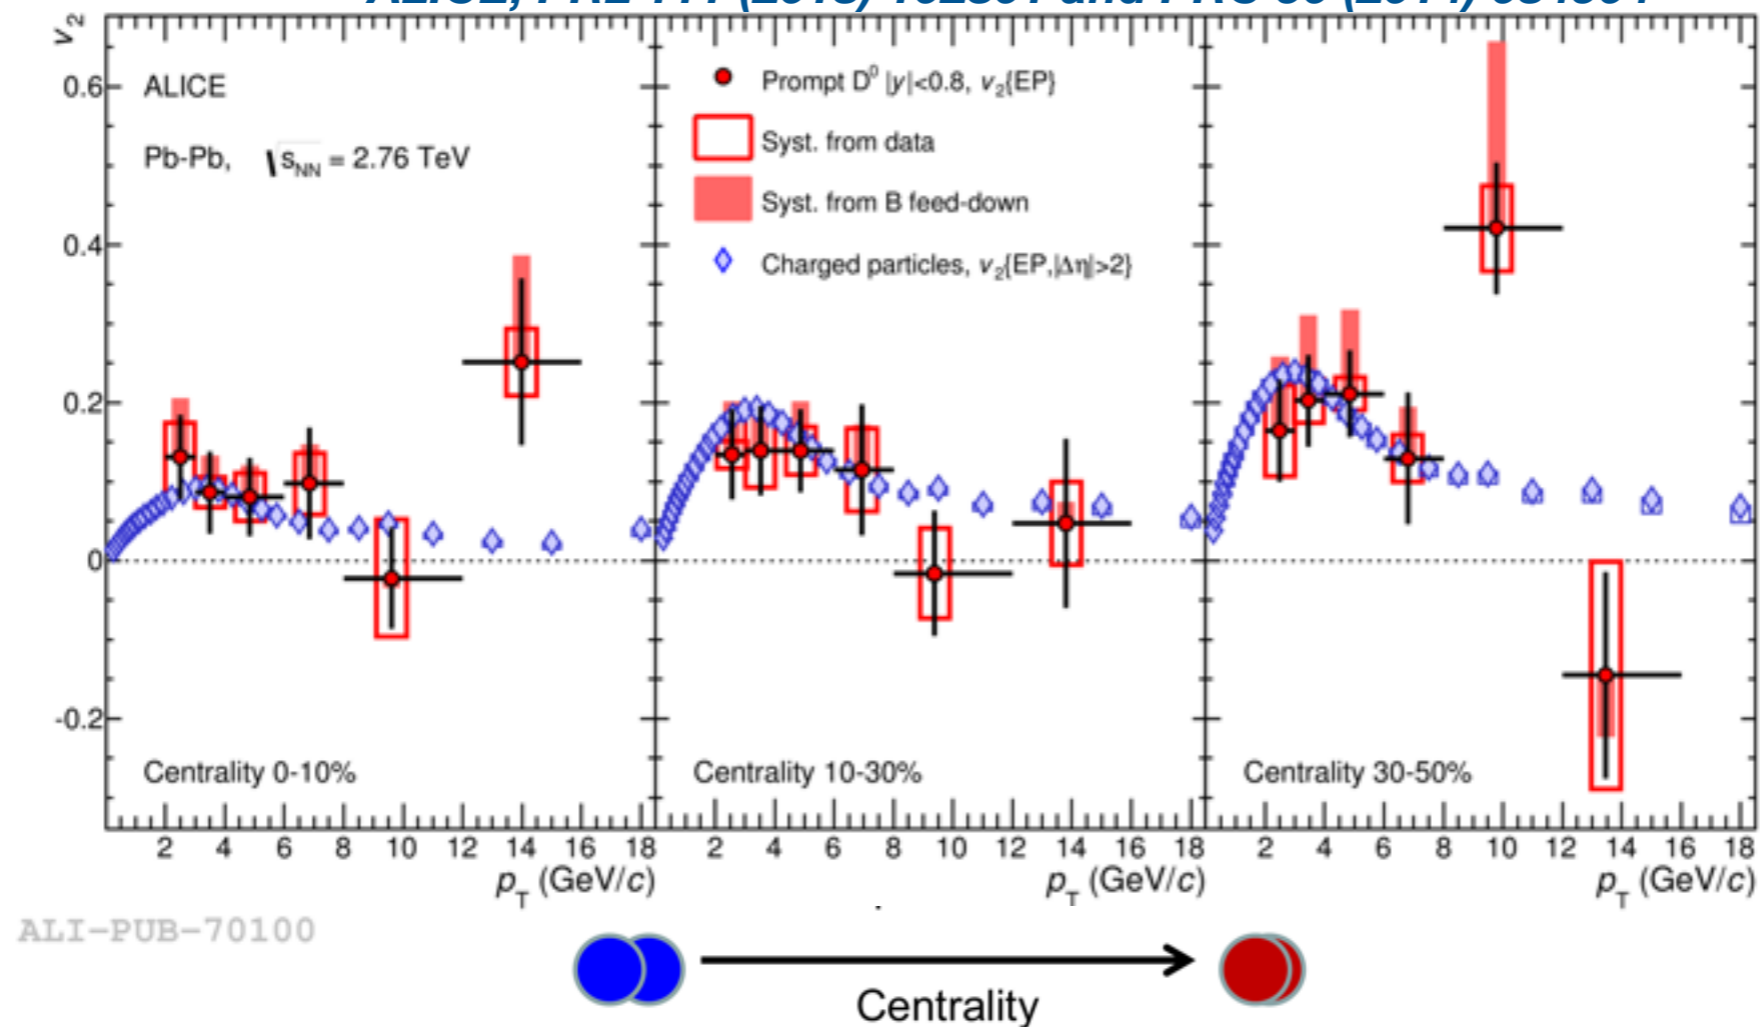 v₂
0.6
0.4
0.2
0
-0.2
ALICE
Pb-Pb, √sNN = 2.76 TeV
Prompt D⁰ |y|<0.8, v₂{EP}
Syst. from data
Syst. from B feed-down
Charged particles, v₂{EP,|Δη|>2}
Centrality 0-10%
Centrality 10-30%
Centrality 30-50%
2 4 6 8 10 12 14 16 18
2 4 6 8 10 12 14 16 18
2 4 6 8 10 12 14 16 18
pT (GeV/c)
pT (GeV/c)
pT (GeV/c)
ALI-PUB-70100
Centrality